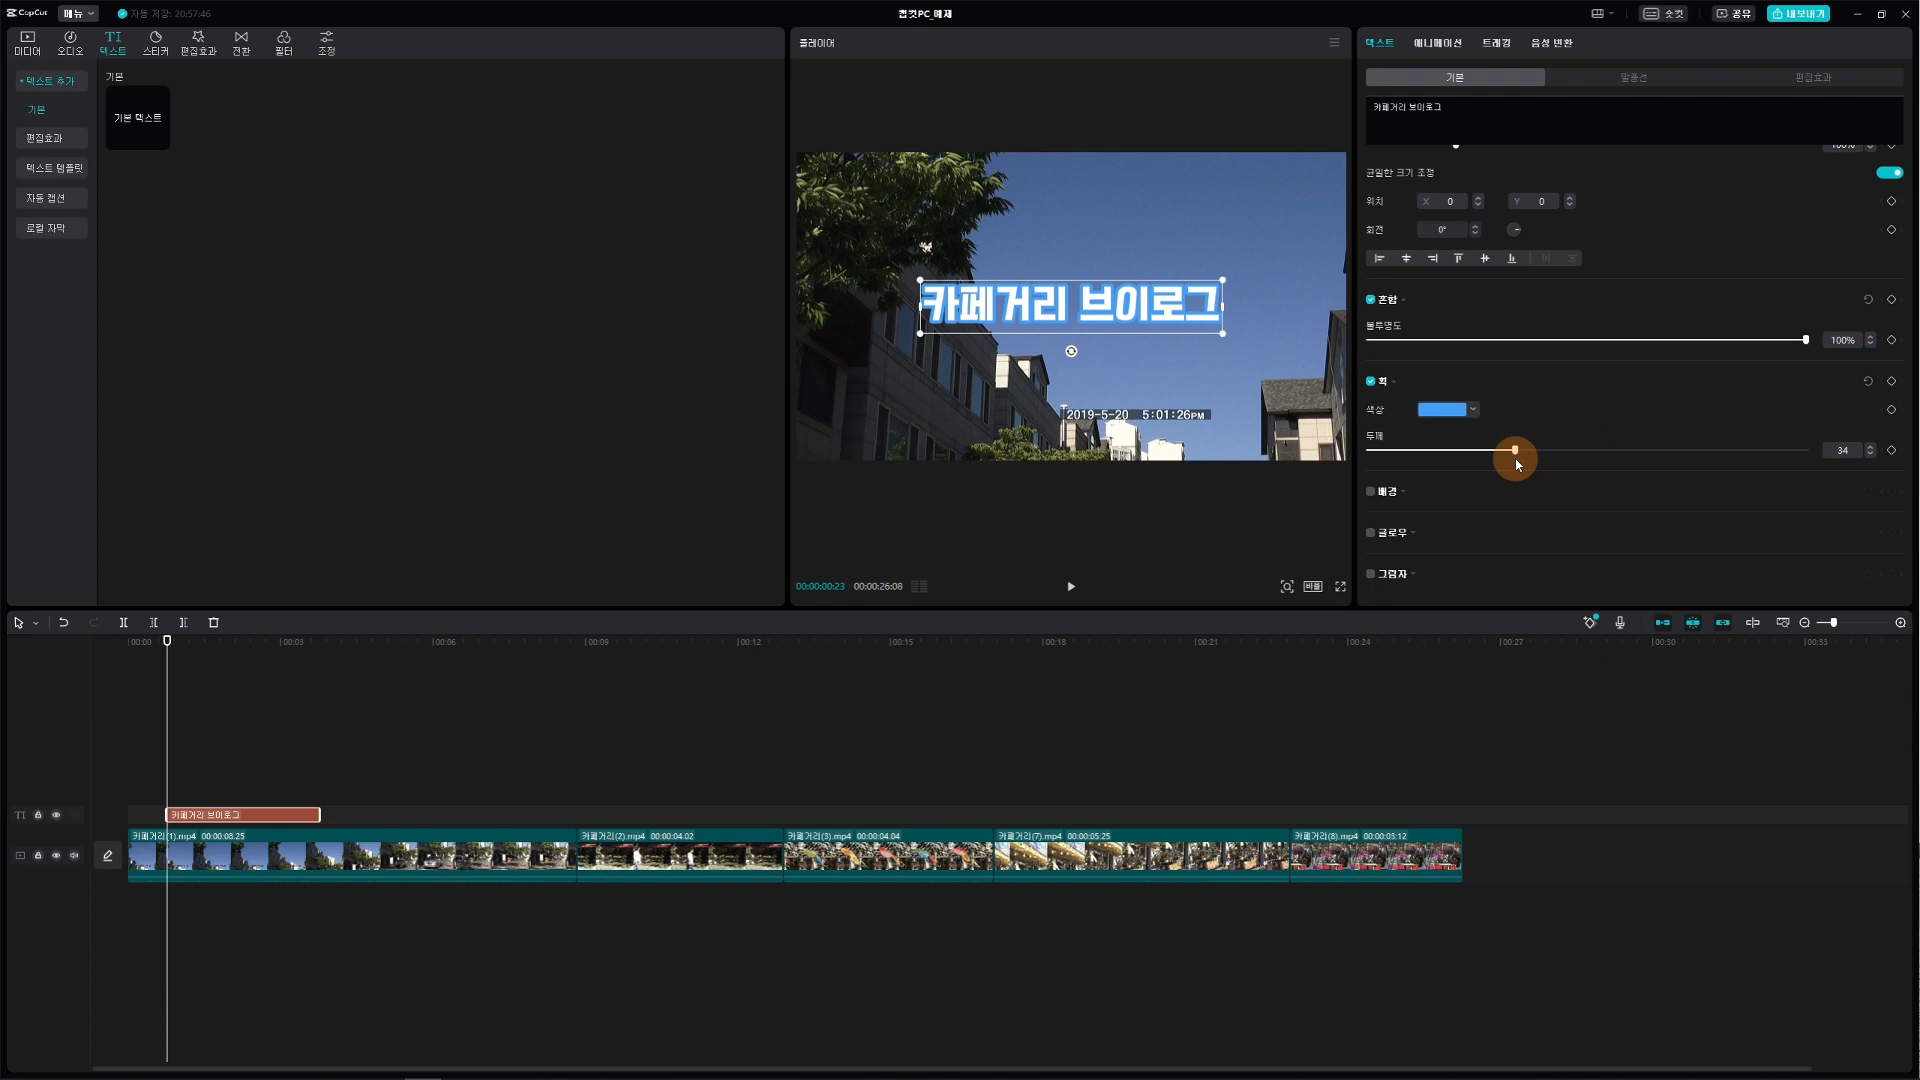 CapCut
메뉴
자동 저장: 20:57:46
캡컷PC_예제
숏컷
공유
내보내기
미디어
오디오
TI
텍스트
스티커
편집효과
전환
필터
조정
텍스트 추가
기본
편집효과
텍스트 템플릿
자동 캡션
로컬 자막
기본
기본 텍스트
플레이어
카페거리 브이로그
2019-5-20 5:01:26PM
00:00:00:23
00:00:26:08
비율
텍스트
애니메이션
트래킹
음성 변환
기본
말풍선
편집효과
카페거리 브이로그
100%
균일한 크기 조정
위치
X 0
Y 0
회전
0°
혼합
불투명도
100%
획
색상
두께
34
배경
글로우
그림자
00:00
00:03
00:06
00:09
00:12
00:15
00:18
00:21
00:24
00:27
00:30
00:33
TI
카페거리 브이로그
카페거리(1).mp4 00:00:08:25
카페거리(2).mp4 00:00:04:02
카페거리(3).mp4 00:00:04:04
카페거리(7).mp4 00:00:05:25
카페거리(8).mp4 00:00:03:12